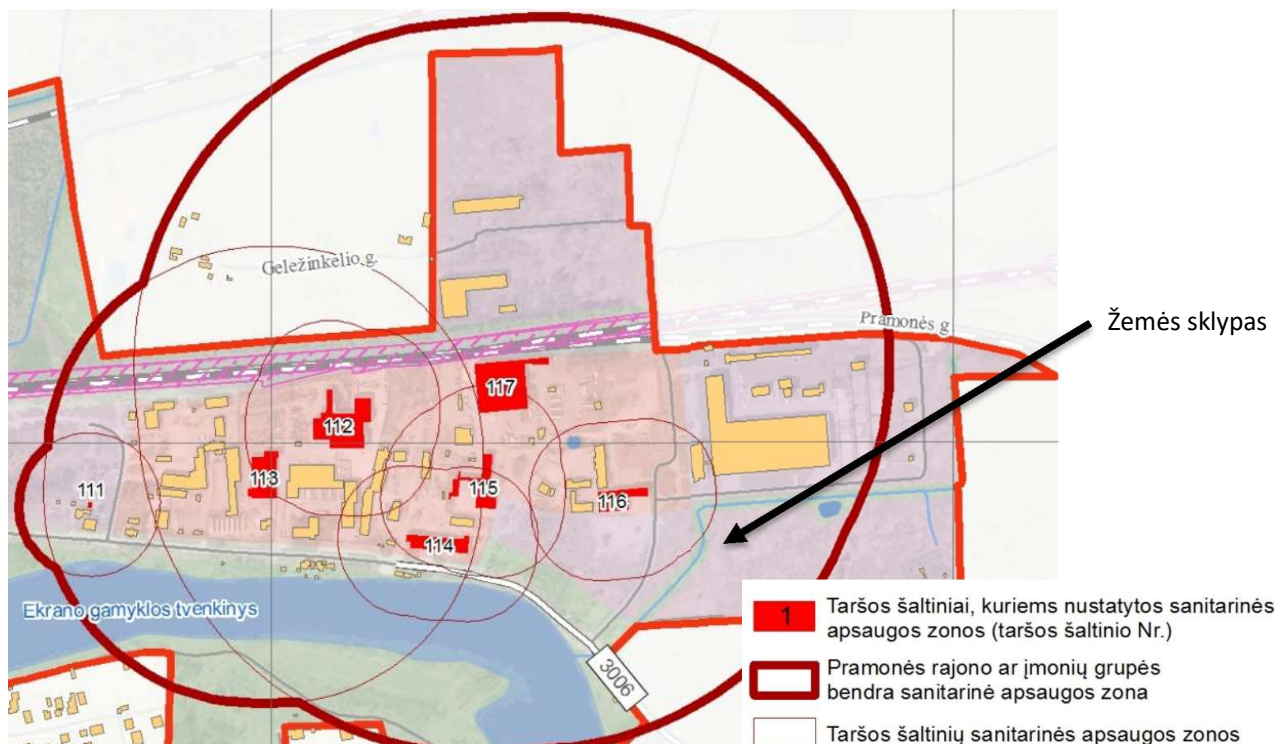 Geležinkelio g.
Pramonės g
Žemės sklypas
117
112
113
111
115
116
114
Ekrano gamyklos tvenkinys
3006
1 Taršos šaltiniai, kuriems nustatytos sanitarinės
apsaugos zonos (taršos šaltinio Nr.)
Pramonės rajono ar įmonių grupės
bendra sanitarinė apsaugos zona
Taršos šaltinių sanitarinės apsaugos zonos